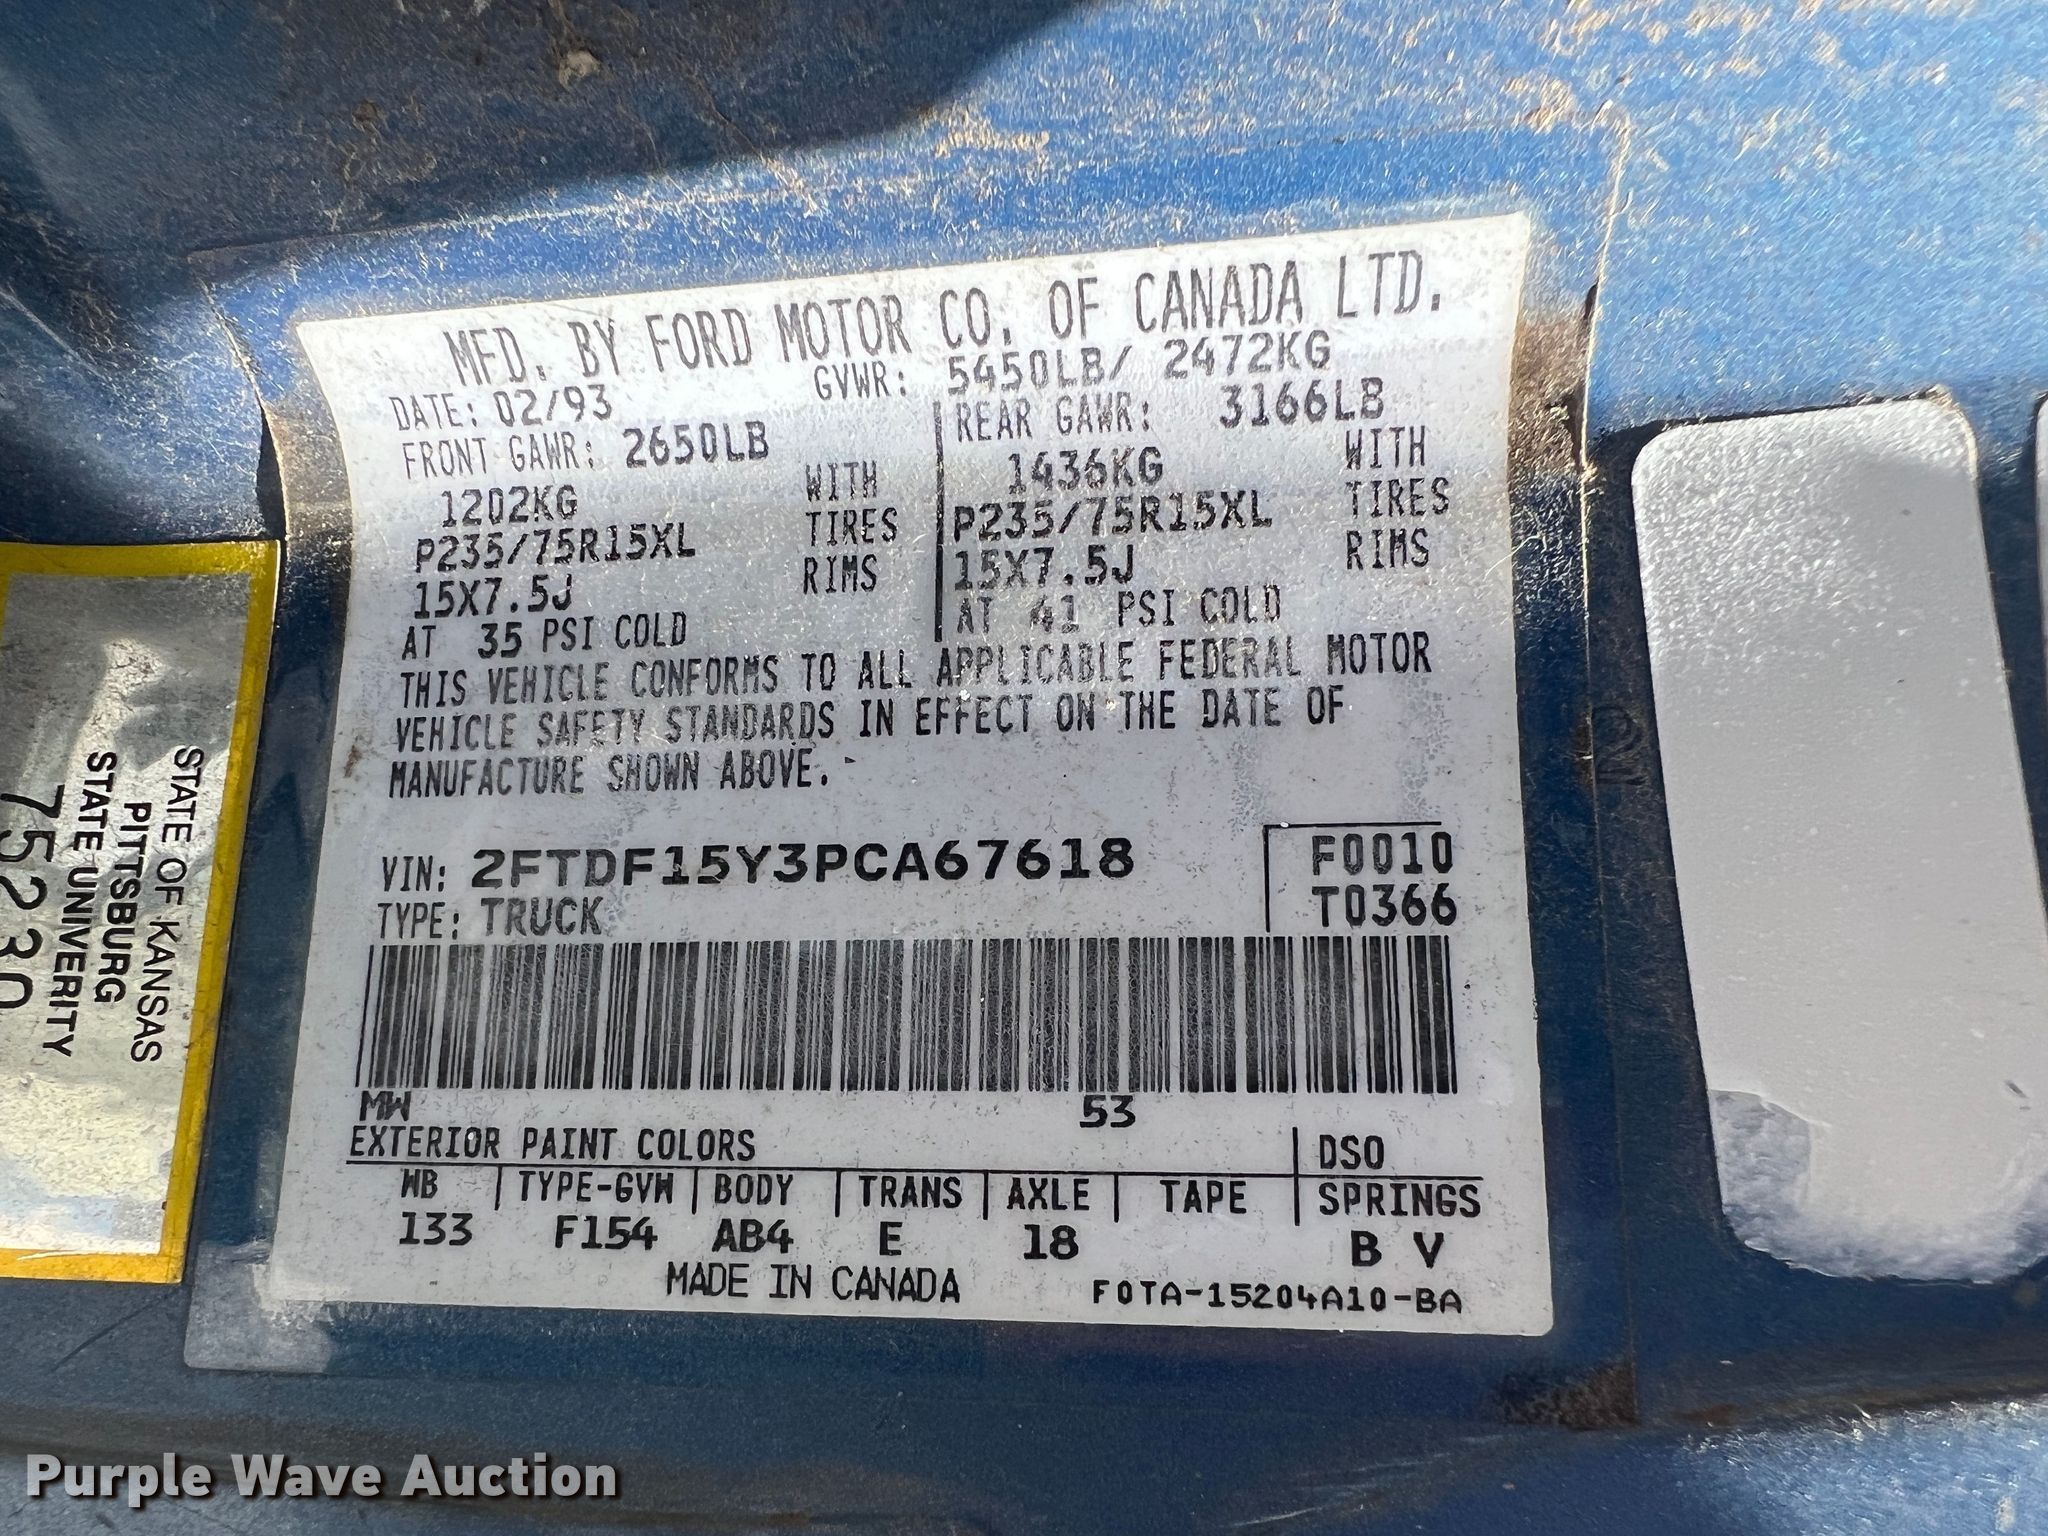 MFD. BY FORD MOTOR CO. OF CANADA LTD.
DATE: 02/93 GVWR: 5450LB/ 2472KG
FRONT GAWR: 2650LB
1202KG WITH
P235/75R15XL TIRES
15X7.5J RIMS
AT 35 PSI COLD
REAR GAWR: 3166LB
1436KG WITH
P235/75R15XL TIRES
15X7.5J RIMS
AT 41 PSI COLD
THIS VEHICLE CONFORMS TO ALL APPLICABLE FEDERAL MOTOR
VEHICLE SAFETY STANDARDS IN EFFECT ON THE DATE OF
MANUFACTURE SHOWN ABOVE.
VIN: 2FTDF15Y3PCA67618 F0010
TYPE: TRUCK T0366
MW 53
EXTERIOR PAINT COLORS DSO
WB TYPE-GVW BODY TRANS AXLE TAPE SPRINGS
133 F154 AB4 E 18 B V
MADE IN CANADA F0TA-15204A10-BA
STATE OF KANSAS
PITTSBURG
STATE UNIVERITY
75230
Purple Wave Auction